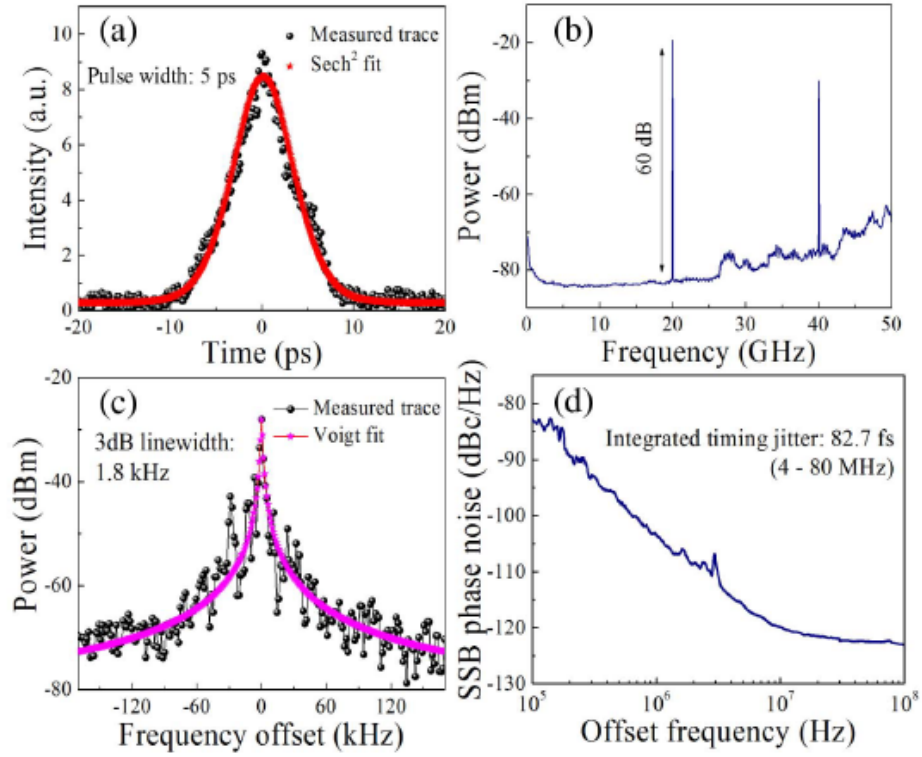 (a)
Measured trace
Sech² fit
Pulse width: 5 ps
Intensity (a.u.)
10
8
6
4
2
0
-20
-10
0
10
20
Time (ps)
(b)
60 dB
Power (dBm)
-20
-40
-60
-80
0
10
20
30
40
50
Frequency (GHz)
(c)
Measured trace
Voigt fit
3dB linewidth:
1.8 kHz
Power (dBm)
-20
-40
-60
-80
-120
-60
0
60
120
Frequency offset (kHz)
(d)
Integrated timing jitter: 82.7 fs
(4 - 80 MHz)
SSB phase noise (dBc/Hz)
-80
-90
-100
-110
-120
-130
10⁵
10⁶
10⁷
10⁸
Offset frequency (Hz)